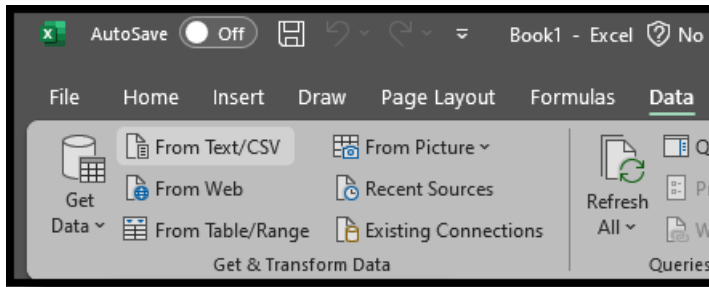 AutoSave Off Book1 - Excel No
File Home Insert Draw Page Layout Formulas Data
From Text/CSV From Picture
Get Data From Web Recent Sources Refresh All
From Table/Range Existing Connections
Get & Transform Data Queries